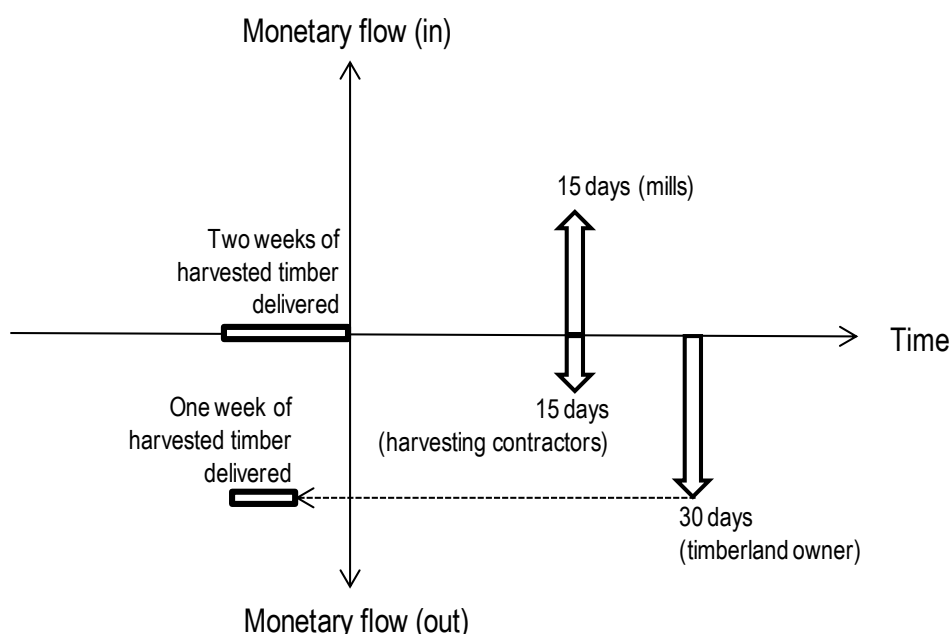 Monetary flow (in)
15 days (mills)
Two weeks of
harvested timber
delivered
Time
One week of
harvested timber
delivered
15 days
(harvesting contractors)
30 days
(timberland owner)
Monetary flow (out)